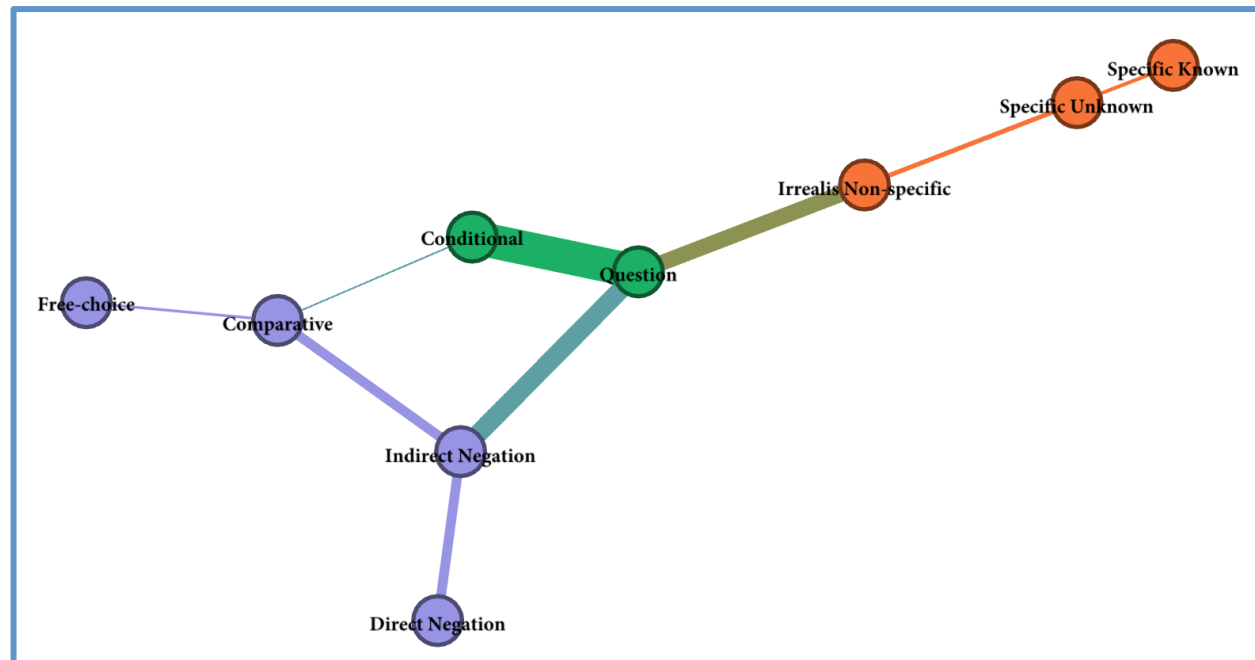 Specific Known
Specific Unknown
Irrealis Non-specific
Conditional
Question
Free-choice
Comparative
Indirect Negation
Direct Negation